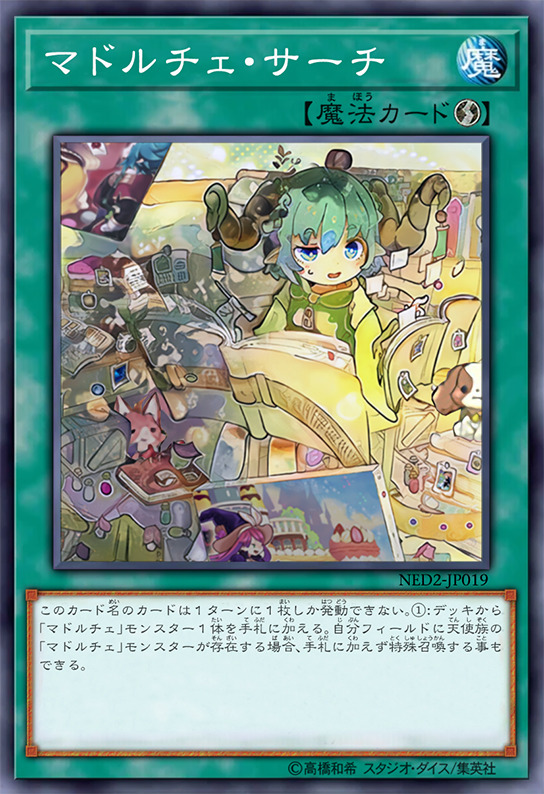 マドルチェ・サーチ
魔
【魔法カード】
NED2-JP019
このカード名のカードは1ターンに1枚しか発動できない。①:デッキから
「マドルチェ」モンスター1体を手札に加える。自分フィールドに天使族の
「マドルチェ」モンスターが存在する場合、手札に加えず特殊召喚する事も
できる。
©高橋和希 スタジオ・ダイス/集英社